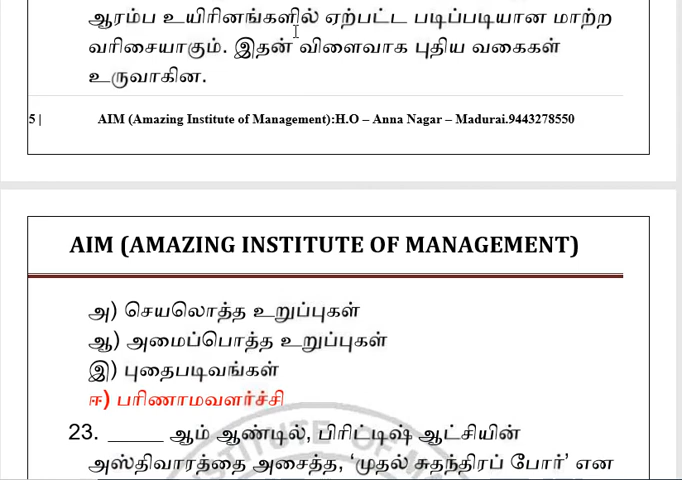 ஆரம்ப உயிரினங்களில் ஏற்பட்ட படிப்படியான மாற்ற
வரிசையாகும். இதன் விளைவாக புதிய வகைகள்
உருவாகின.
5 | AIM (Amazing Institute of Management):H.O – Anna Nagar – Madurai.9443278550
AIM (AMAZING INSTITUTE OF MANAGEMENT)
அ) செயலொத்த உறுப்புகள்
ஆ) அமைப்பொத்த உறுப்புகள்
இ) புதைபடிவங்கள்
ஈ) பரிணாமவளர்ச்சி
23. _____ ஆம் ஆண்டில், பிரிட்டிஷ் ஆட்சியின்
அஸ்திவாரத்தை அசைத்த, ‘முதல் சுதந்திரப் போர்’ என